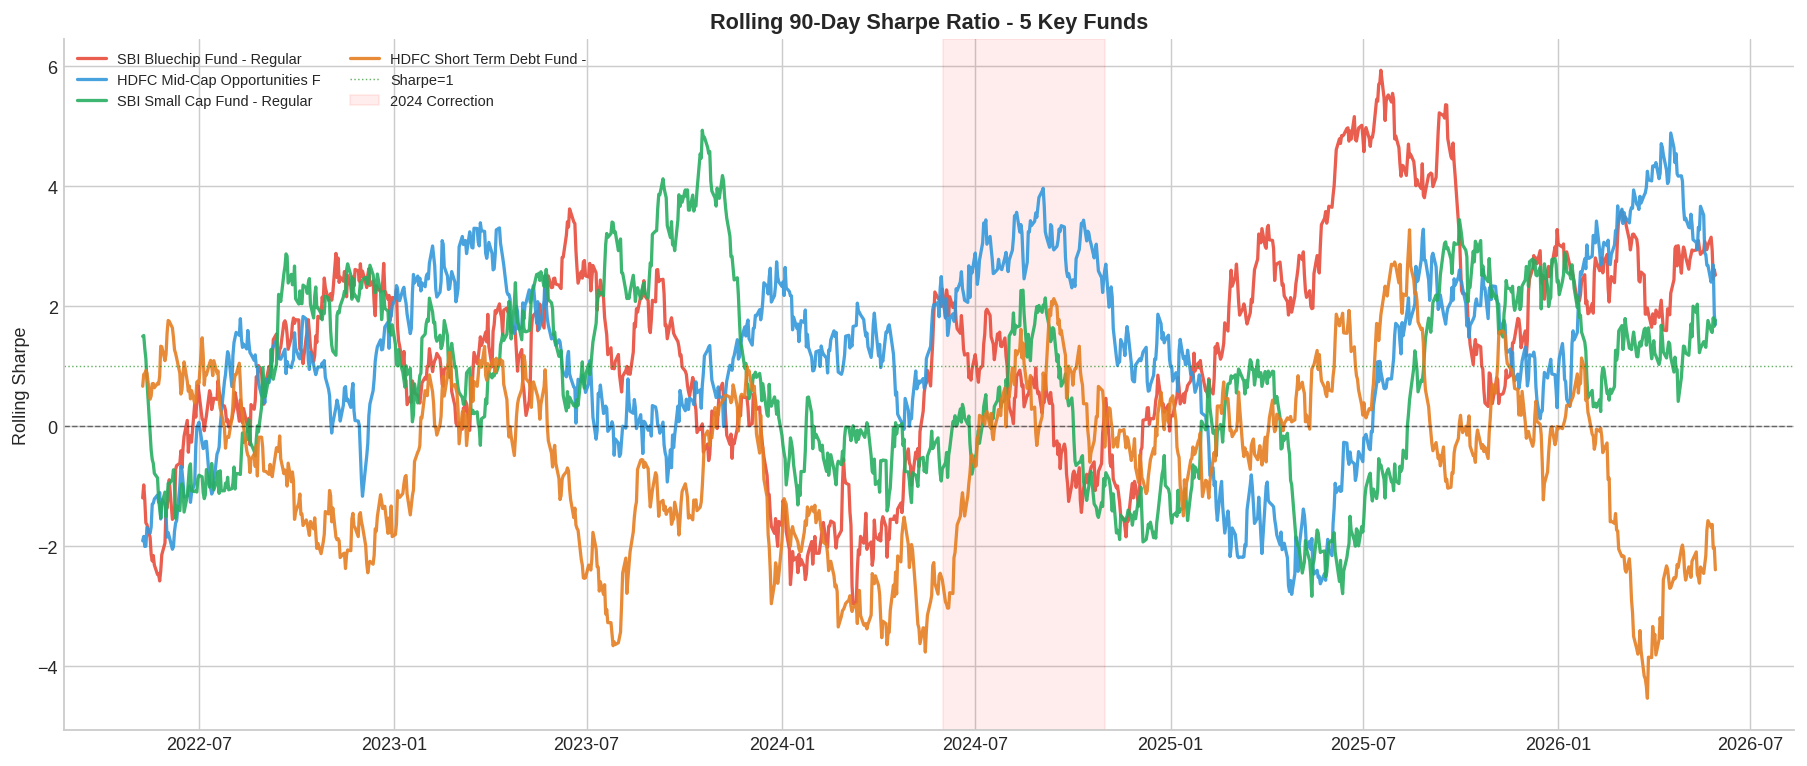 Rolling 90-Day Sharpe Ratio - 5 Key Funds
SBI Bluechip Fund - Regular
HDFC Mid-Cap Opportunities F
SBI Small Cap Fund - Regular
HDFC Short Term Debt Fund -
Sharpe=1
2024 Correction
Rolling Sharpe
6
4
2
0
−2
−4
2022-07
2023-01
2023-07
2024-01
2024-07
2025-01
2025-07
2026-01
2026-07